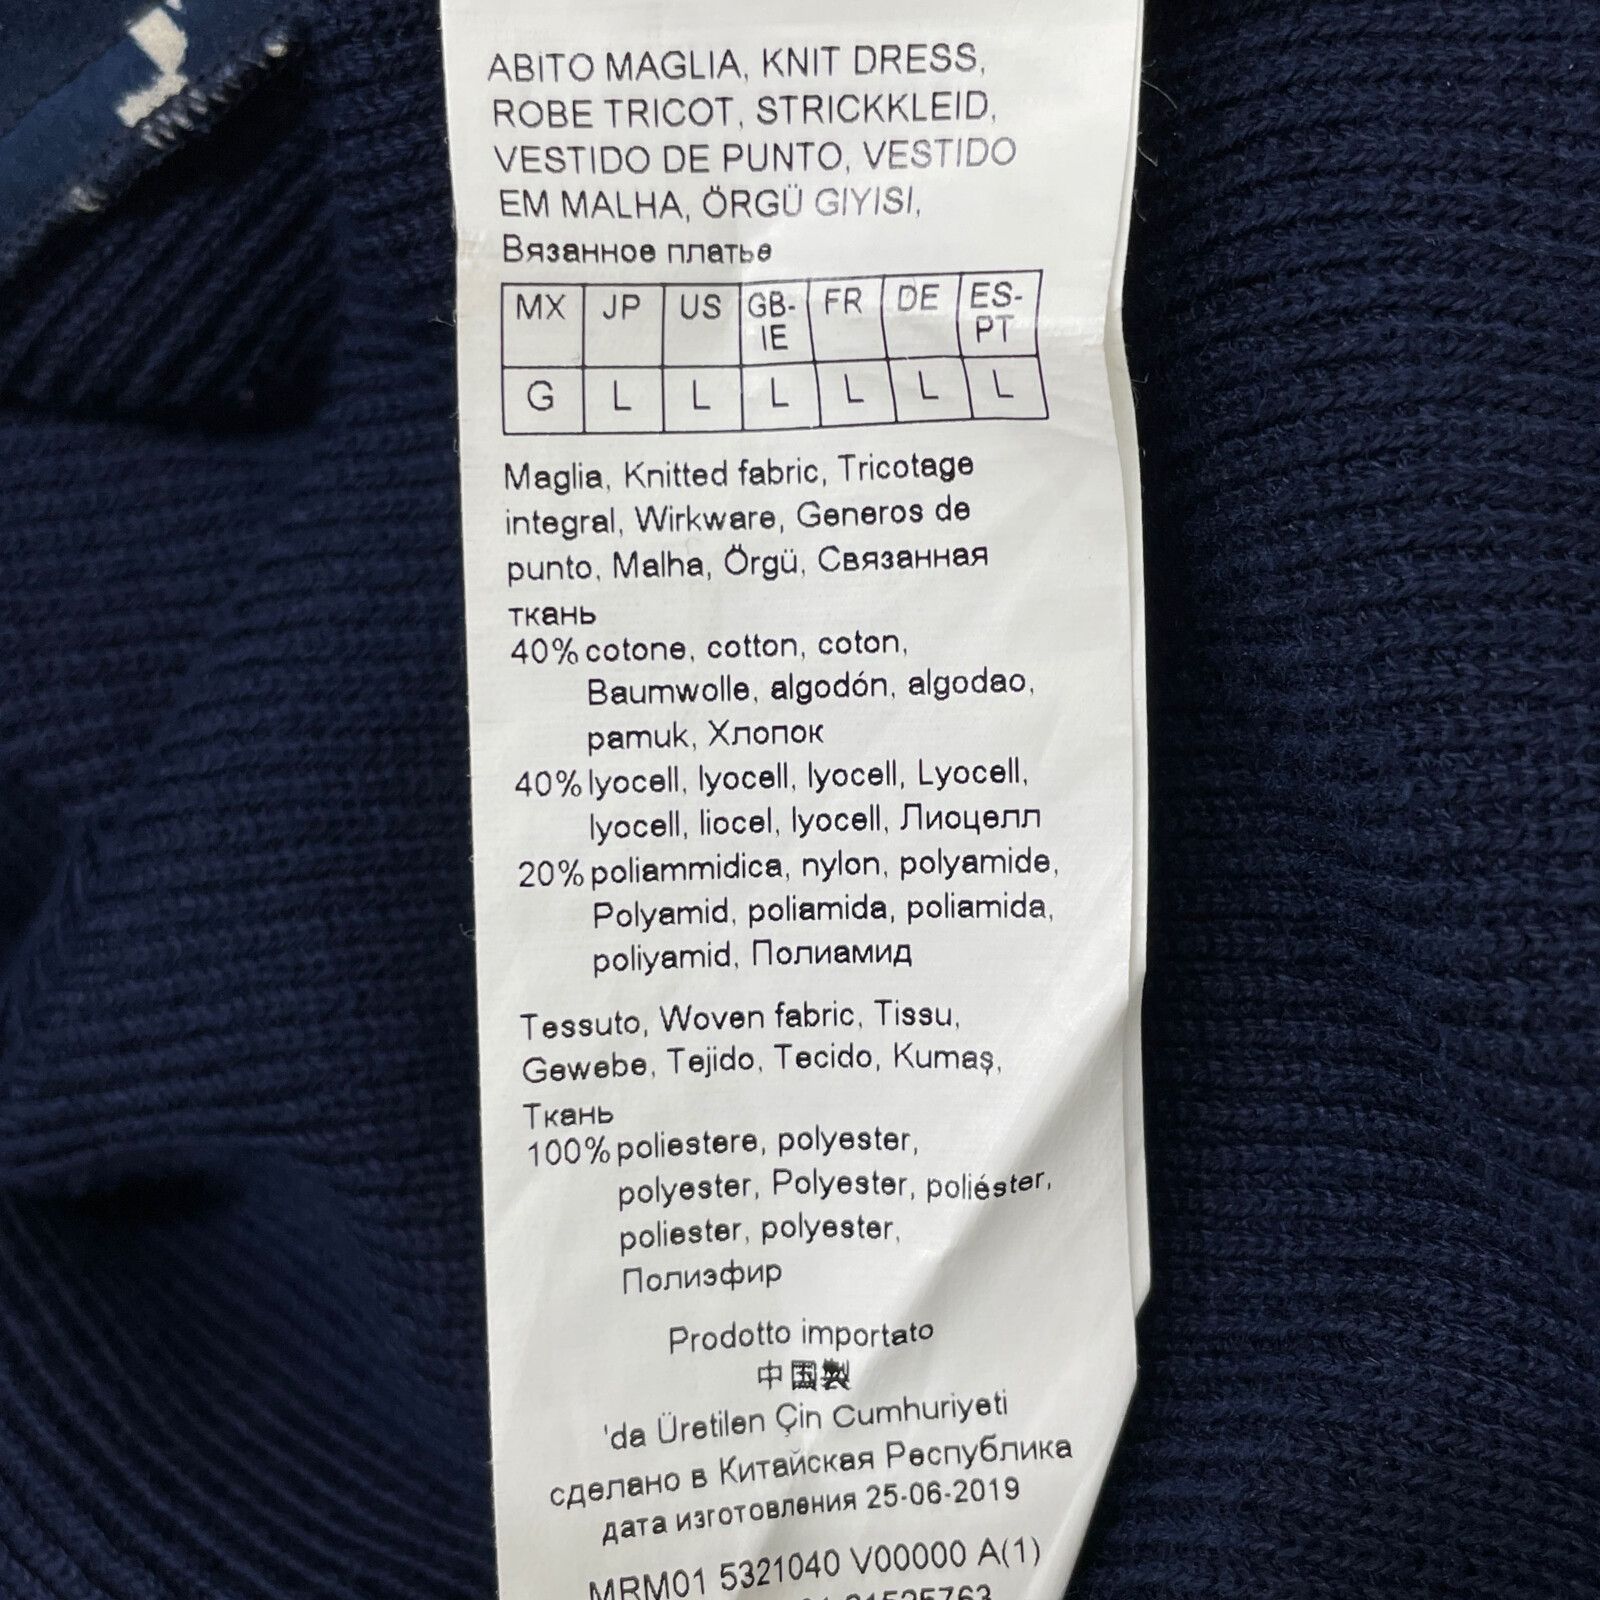 ABITO MAGLIA, KNIT DRESS,
ROBE TRICOT, STRICKKLEID,
VESTIDO DE PUNTO, VESTIDO
EM MALHA, ÖRGÜ GIYISI,
Вязанное платье
MX JP US GB-IE FR DE ES-PT
G L L L L L L
Maglia, Knitted fabric, Tricotage
integral, Wirkware, Generos de
punto, Malha, Örgü, Связанная
ткань
40% cotone, cotton, coton,
Baumwolle, algodón, algodao,
pamuk, Хлопок
40% lyocell, lyocell, lyocell, Lyocell,
lyocell, liocel, lyocell, Лиоцелл
20% poliammidica, nylon, polyamide,
Polyamid, poliamida, poliamida,
poliyamid, Полиамид
Tessuto, Woven fabric, Tissu,
Gewebe, Tejido, Tecido, Kumaş,
Ткань
100% poliestere, polyester,
polyester, Polyester, poliéster,
poliester, polyester,
Полиэфир
Prodotto importato
中国製
'da Üretilen Çin Cumhuriyeti
сделано в Китайская Республика
дата изготовления 25-06-2019
MRM01 5321040 V00000 A(1)